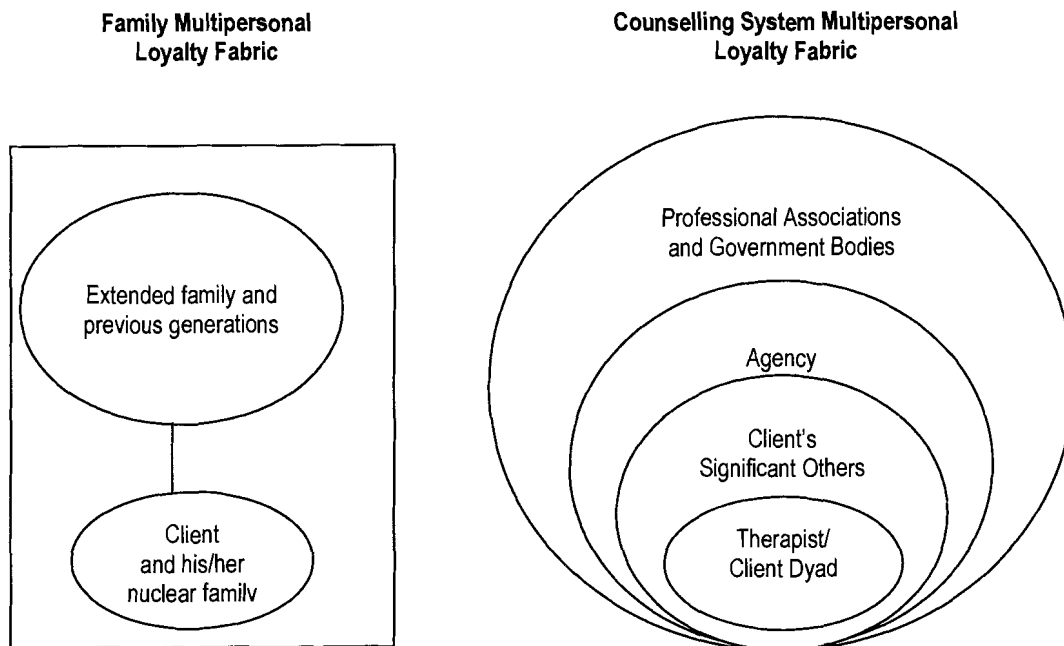 Family Multipersonal
Loyalty Fabric
Extended family and
previous generations
Client
and his/her
nuclear family
Counselling System Multipersonal
Loyalty Fabric
Professional Associations
and Government Bodies
Agency
Client's
Significant Others
Therapist/
Client Dyad